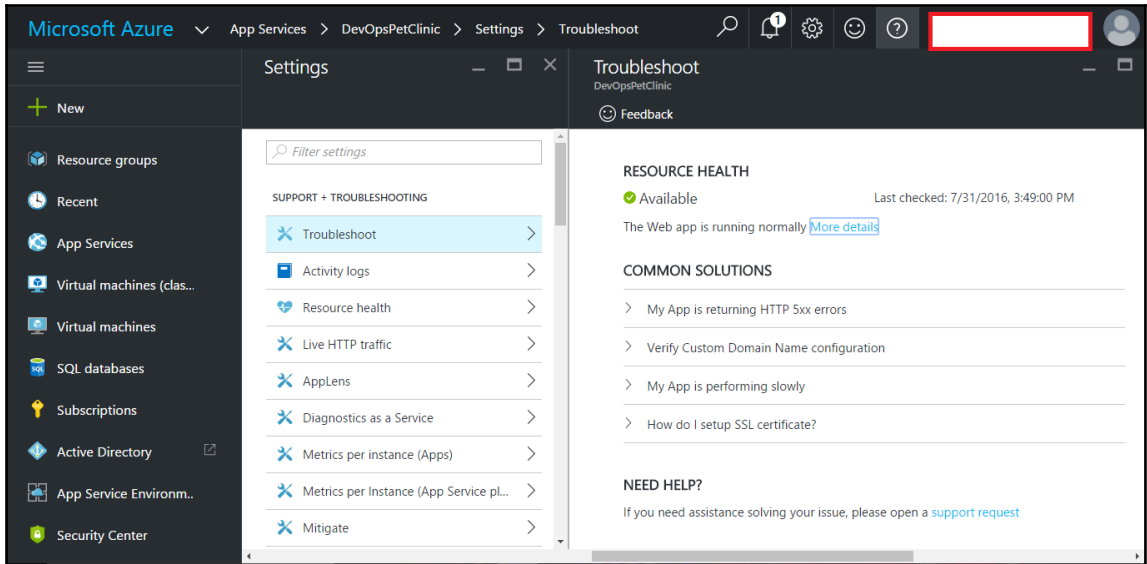 Microsoft Azure App Services > DevOpsPetClinic > Settings > Troubleshoot 1
New
Resource groups
Recent
App Services
Virtual machines (clas...
Virtual machines
SQL databases
Subscriptions
Active Directory
App Service Environm..
Security Center
Settings
Filter settings
SUPPORT + TROUBLESHOOTING
Troubleshoot
Activity logs
Resource health
Live HTTP traffic
AppLens
Diagnostics as a Service
Metrics per instance (Apps)
Metrics per Instance (App Service pl...
Mitigate
Troubleshoot
DevOpsPetClinic
Feedback
RESOURCE HEALTH
Available Last checked: 7/31/2016, 3:49:00 PM
The Web app is running normally More details
COMMON SOLUTIONS
My App is returning HTTP 5xx errors
Verify Custom Domain Name configuration
My App is performing slowly
How do I setup SSL certificate?
NEED HELP?
If you need assistance solving your issue, please open a support request